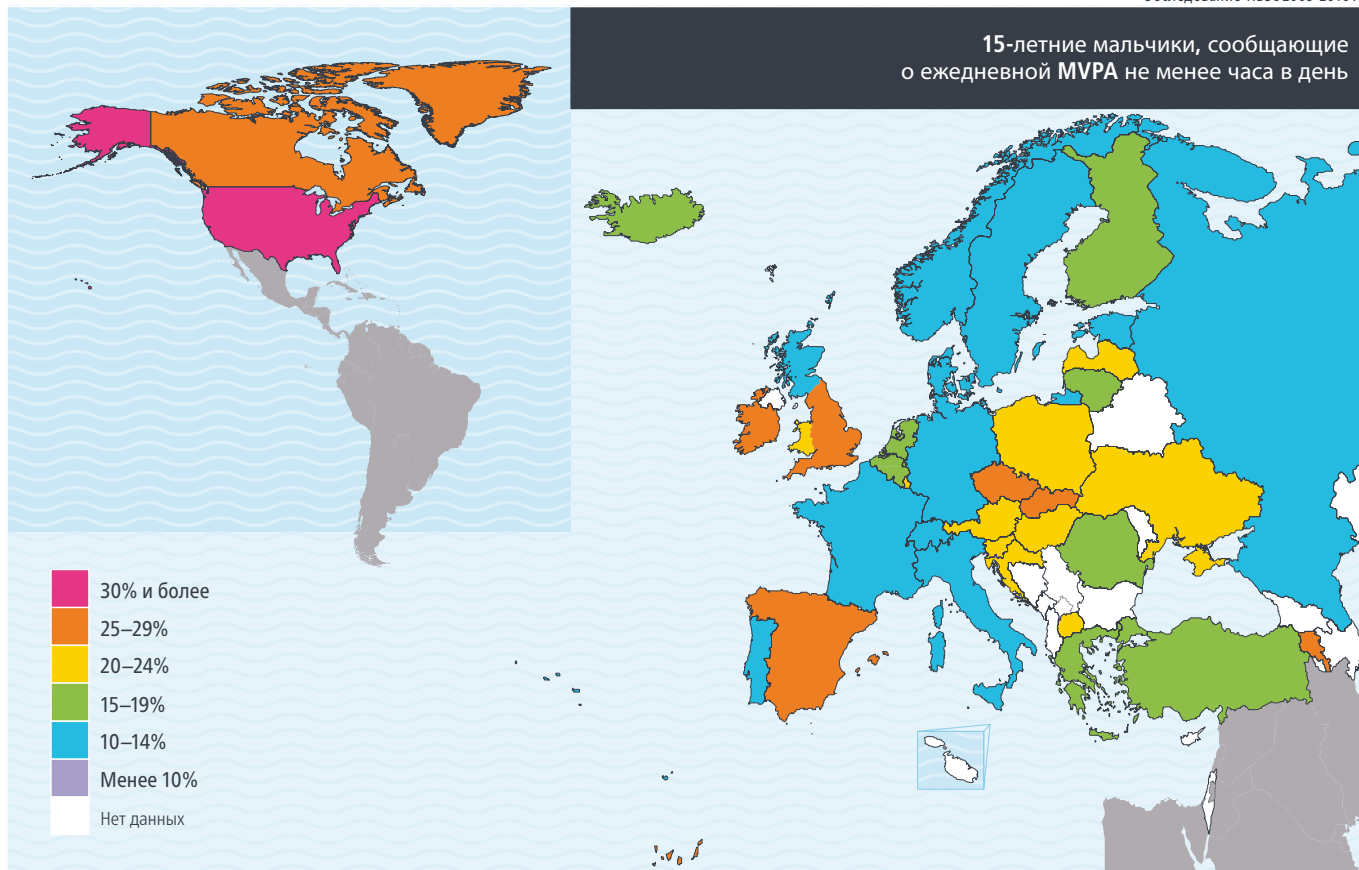 15-летние мальчики, сообщающие
о ежедневной MVPA не менее часа в день
30% и более
25–29%
20–24%
15–19%
10–14%
Менее 10%
Нет данных